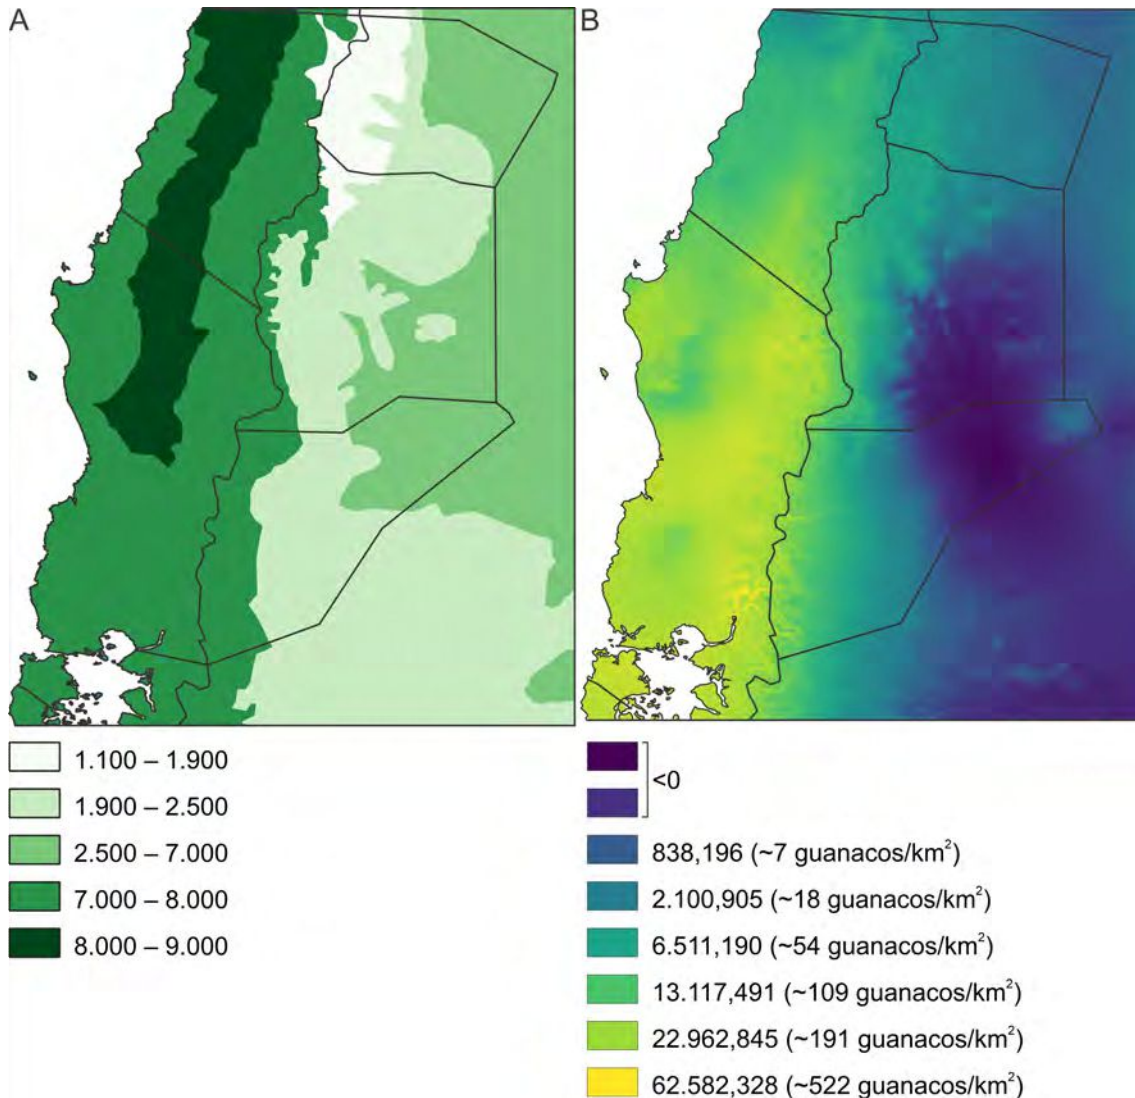 A
B
1.100 – 1.900
1.900 – 2.500
2.500 – 7.000
7.000 – 8.000
8.000 – 9.000
<0
838,196 (~7 guanacos/km²)
2.100,905 (~18 guanacos/km²)
6.511,190 (~54 guanacos/km²)
13.117,491 (~109 guanacos/km²)
22.962,845 (~191 guanacos/km²)
62.582,328 (~522 guanacos/km²)